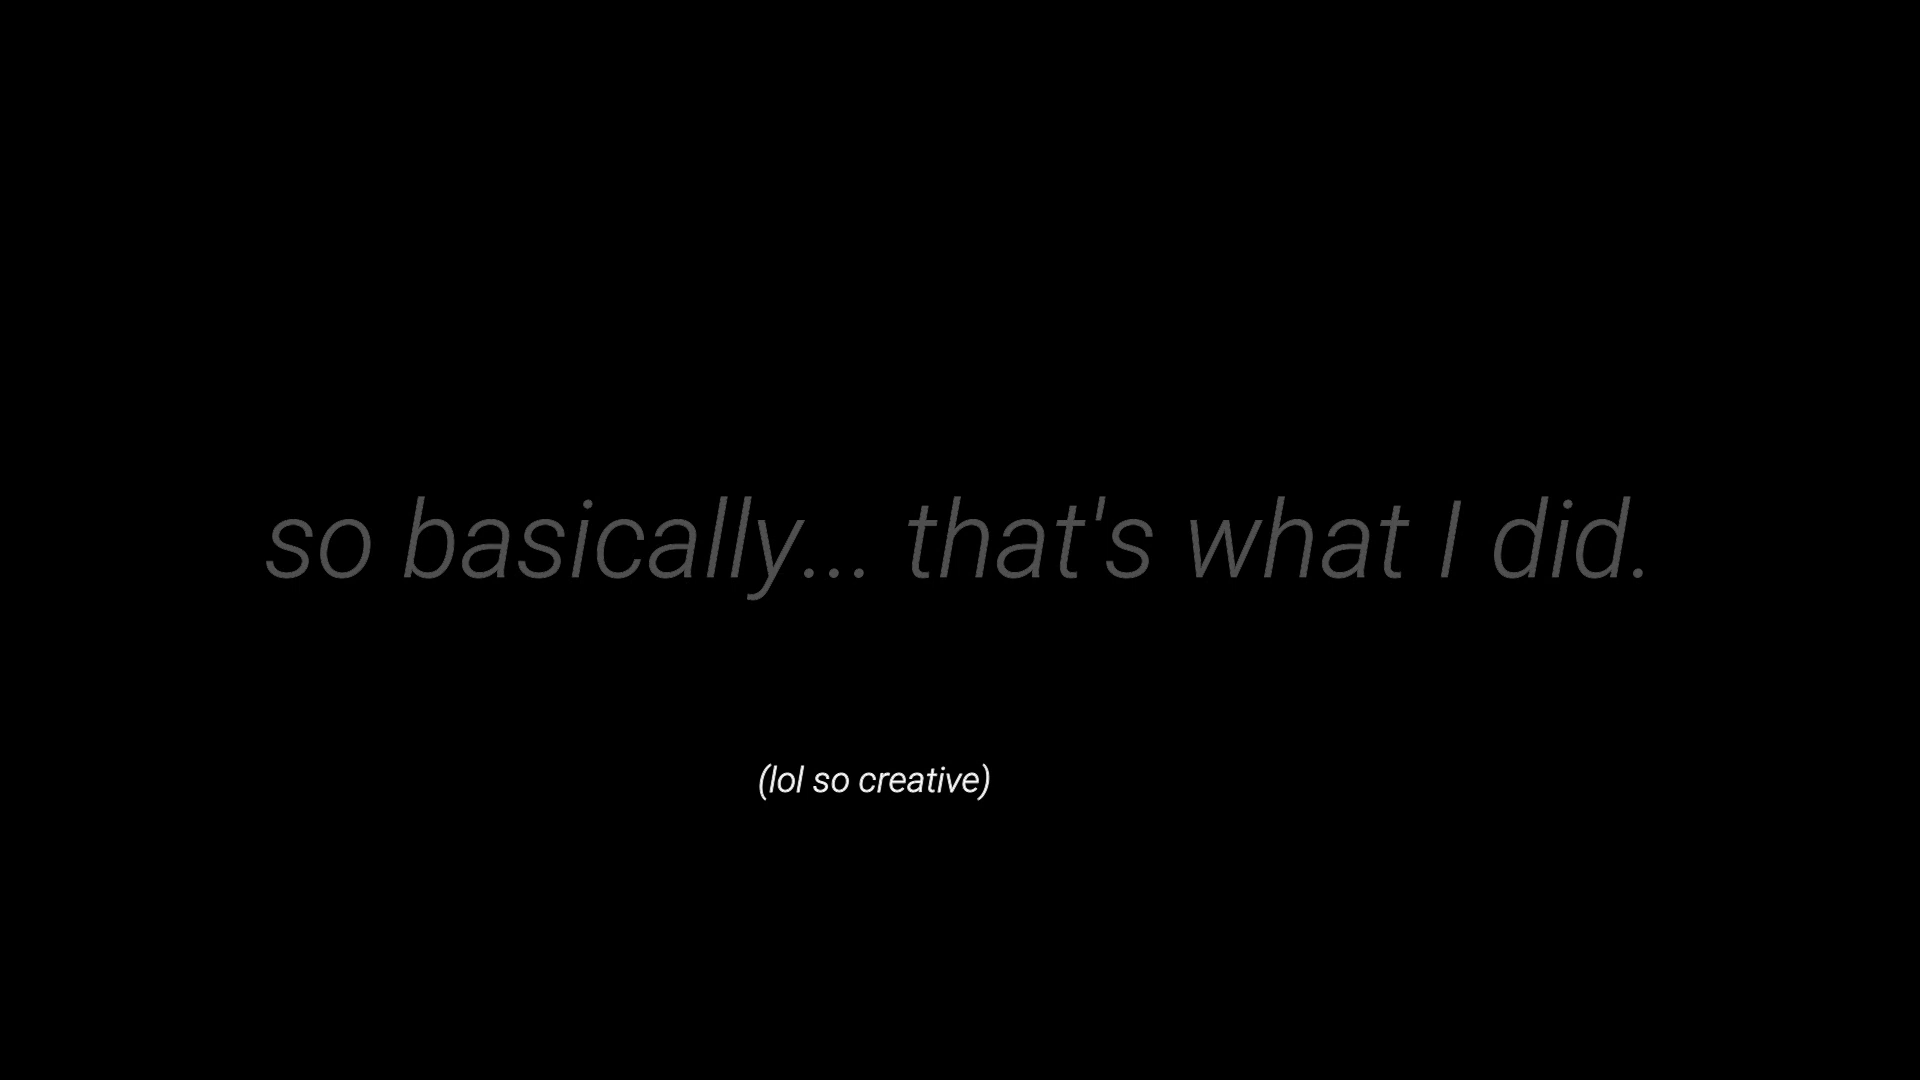 so basically... that's what I did.
(lol so creative)